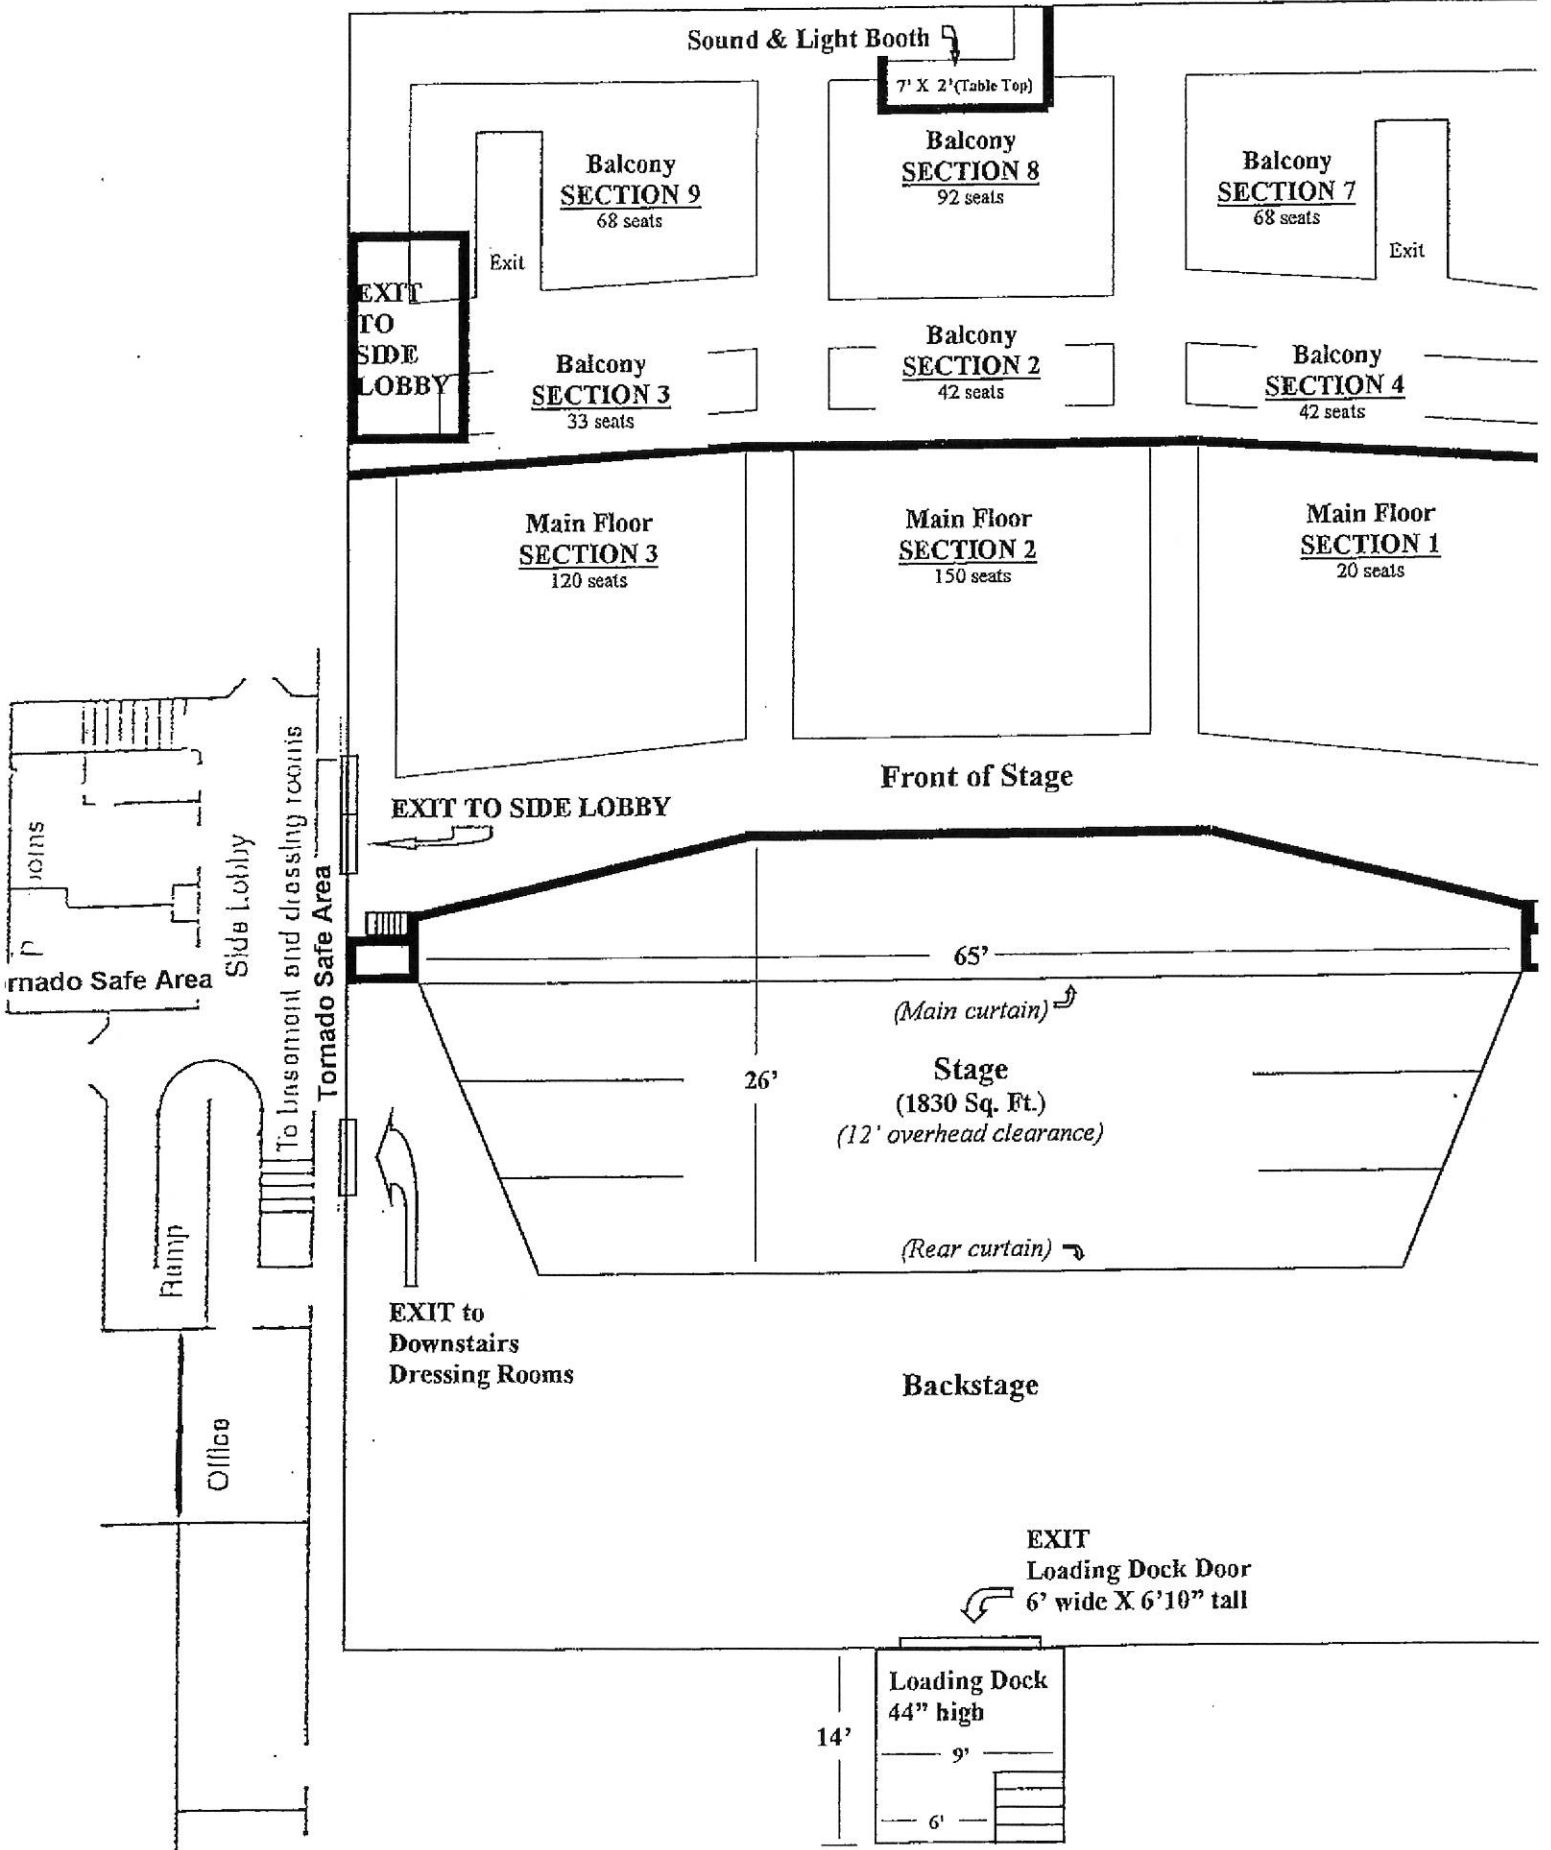 Sound & Light Booth
7' X 2'(Table Top)
Balcony
SECTION 9
68 seats
Balcony
SECTION 8
92 seats
Balcony
SECTION 7
68 seats
Exit
Exit
EXIT
TO
SIDE
LOBBY
Balcony
SECTION 3
33 seats
Balcony
SECTION 2
42 seats
Balcony
SECTION 4
42 seats
Main Floor
SECTION 3
120 seats
Main Floor
SECTION 2
150 seats
Main Floor
SECTION 1
20 seats
Front of Stage
EXIT TO SIDE LOBBY
ooms
Side Lobby
To basement and dressing rooms
Tornado Safe Area
rnado Safe Area
65'
(Main curtain)
26'
Stage
(1830 Sq. Ft.)
(12' overhead clearance)
(Rear curtain)
Ramp
EXIT to
Downstairs
Dressing Rooms
Backstage
Office
EXIT
Loading Dock Door
6' wide X 6'10" tall
Loading Dock
44" high
14'
9'
6'